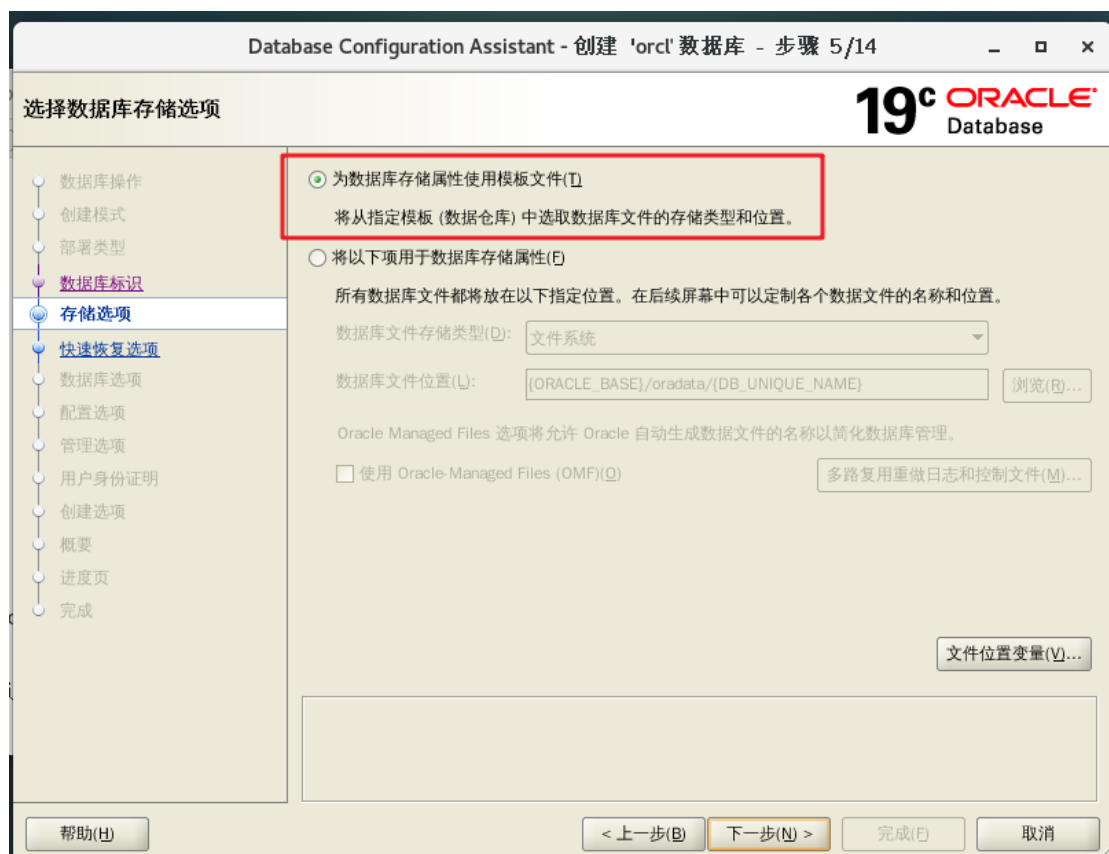 Database Configuration Assistant - 创建 'orcl' 数据库 - 步骤 5/14
选择数据库存储选项
19c ORACLE Database
数据库操作
创建模式
部署类型
数据库标识
存储选项
快速恢复选项
数据库选项
配置选项
管理选项
用户身份证明
创建选项
概要
进度页
完成
为数据库存储属性使用模板文件(T)
将从指定模板 (数据仓库) 中选取数据库文件的存储类型和位置。
将以下项用于数据库存储属性(F)
所有数据库文件都将放在以下指定位置。在后续屏幕中可以定制各个数据文件的名称和位置。
数据库文件存储类型(D): 文件系统
数据库文件位置(L): {ORACLE_BASE}/oradata/{DB_UNIQUE_NAME} 浏览(R)...
Oracle Managed Files 选项将允许 Oracle 自动生成数据文件的名称以简化数据库管理。
使用 Oracle-Managed Files (OMF)(O) 多路复用重做日志和控制文件(M)...
文件位置变量(V)...
帮助(H) < 上一步(B) 下一步(N) > 完成(F) 取消